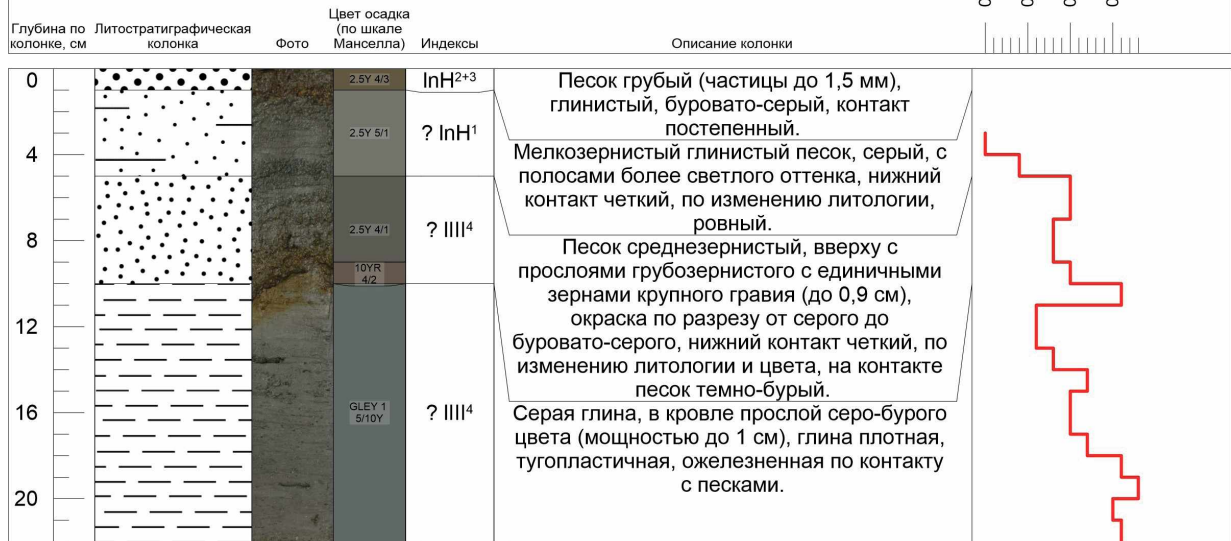 Глубина по колонке, см
Литостратиграфическая колонка
Фото
Цвет осадка (по шкале Манселла)
Индексы
Описание колонки
0
2.5Y 4/3
lnH2+3
Песок грубый (частицы до 1,5 мм),
глинистый, буровато-серый, контакт
постепенный.
2.5Y 5/1
? lnH1
4
Мелкозернистый глинистый песок, серый, с
полосами более светлого оттенка, нижний
контакт четкий, по изменению литологии,
ровный.
2.5Y 4/1
? lIII4
8
10YR
4/2
Песок среднезернистый, вверху с
прослоями грубозернистого с единичными
зернами крупного гравия (до 0,9 см),
окраска по разрезу от серого до
буровато-серого, нижний контакт четкий, по
изменению литологии и цвета, на контакте
песок темно-бурый.
12
16
GLEY 1
5/10Y
? lIII4
Серая глина, в кровле прослой серо-бурого
цвета (мощностью до 1 см), глина плотная,
тугопластичная, ожелезненная по контакту
с песками.
20